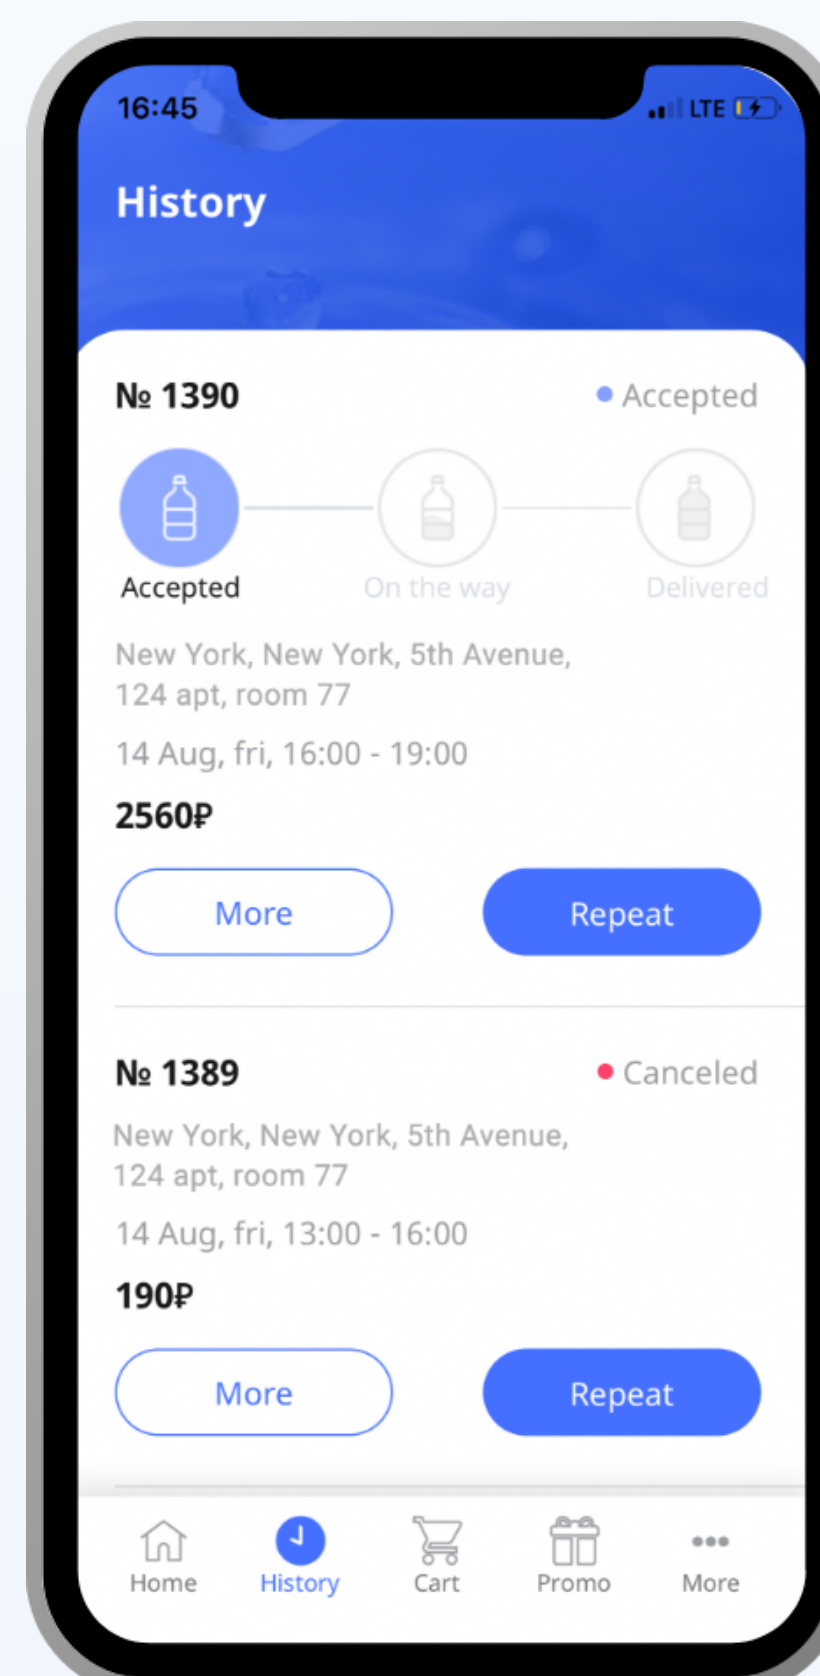 16:45
LTE
History
№ 1390
Accepted
Accepted
On the way
Delivered
New York, New York, 5th Avenue,
124 apt, room 77
14 Aug, fri, 16:00 - 19:00
2560₽
More
Repeat
№ 1389
Canceled
New York, New York, 5th Avenue,
124 apt, room 77
14 Aug, fri, 13:00 - 16:00
190₽
More
Repeat
Home
History
Cart
Promo
More